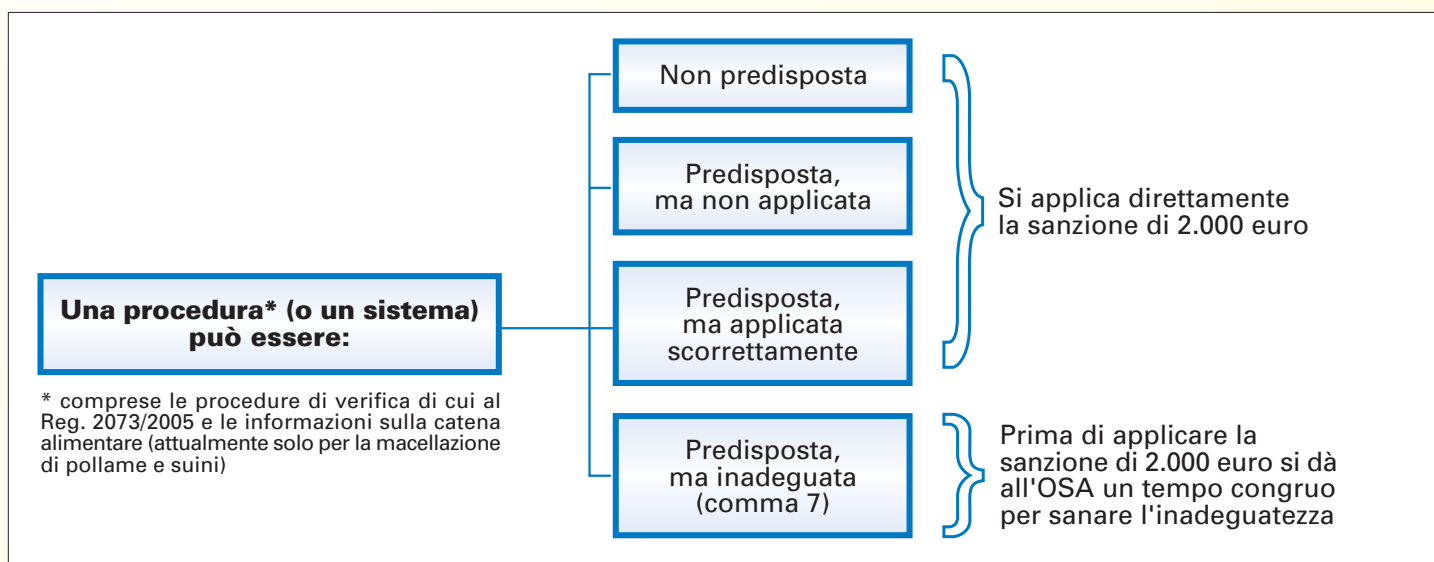 Non predisposta
Predisposta,
ma non applicata
Si applica direttamente
la sanzione di 2.000 euro
Una procedura* (o un sistema)
può essere:
Predisposta,
ma applicata
scorrettamente
* comprese le procedure di verifica di cui al
Reg. 2073/2005 e le informazioni sulla catena
alimentare (attualmente solo per la macellazione
di pollame e suini)
Predisposta,
ma inadeguata
(comma 7)
Prima di applicare la
sanzione di 2.000 euro si dà
all'OSA un tempo congruo
per sanare l'inadeguatezza